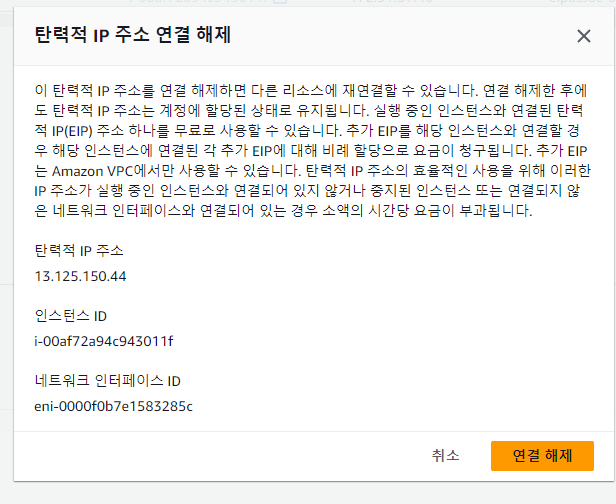 탄력적 IP 주소 연결 해제
이 탄력적 IP 주소를 연결 해제하면 다른 리소스에 재연결할 수 있습니다. 연결 해제한 후에
도 탄력적 IP 주소는 계정에 할당된 상태로 유지됩니다. 실행 중인 인스턴스와 연결된 탄력
적 IP(EIP) 주소 하나를 무료로 사용할 수 있습니다. 추가 EIP를 해당 인스턴스와 연결할 경
우 해당 인스턴스에 연결된 각 추가 EIP에 대해 비례 할당으로 요금이 청구됩니다. 추가 EIP
는 Amazon VPC에서만 사용할 수 있습니다. 탄력적 IP 주소의 효율적인 사용을 위해 이러한
IP 주소가 실행 중인 인스턴스와 연결되어 있지 않거나 중지된 인스턴스 또는 연결되지 않
은 네트워크 인터페이스와 연결되어 있는 경우 소액의 시간당 요금이 부과됩니다.
탄력적 IP 주소
13.125.150.44
인스턴스 ID
i-00af72a94c943011f
네트워크 인터페이스 ID
eni-0000f0b7e1583285c
취소
연결 해제